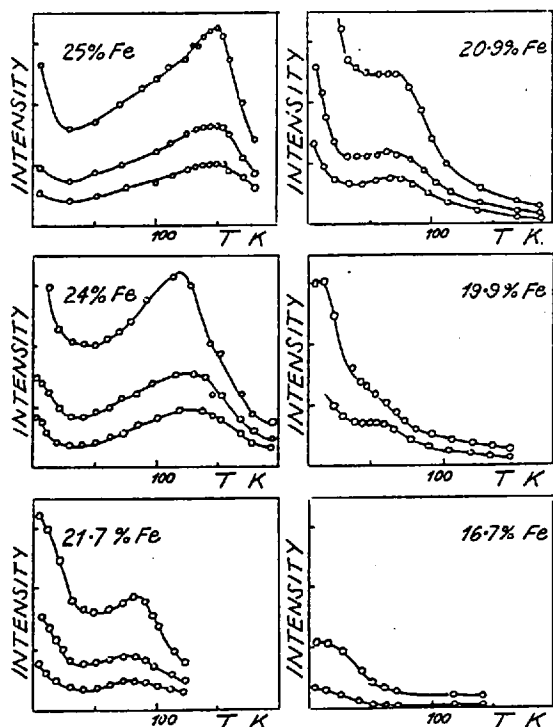 25% Fe
INTENSITY
100 T K
20.9% Fe
INTENSITY
100 T K.
24% Fe
INTENSITY
100 T K
19.9% Fe
INTENSITY
100 T K
21.7 % Fe
INTENSITY
100 T K
16.7% Fe
INTENSITY
100 T K